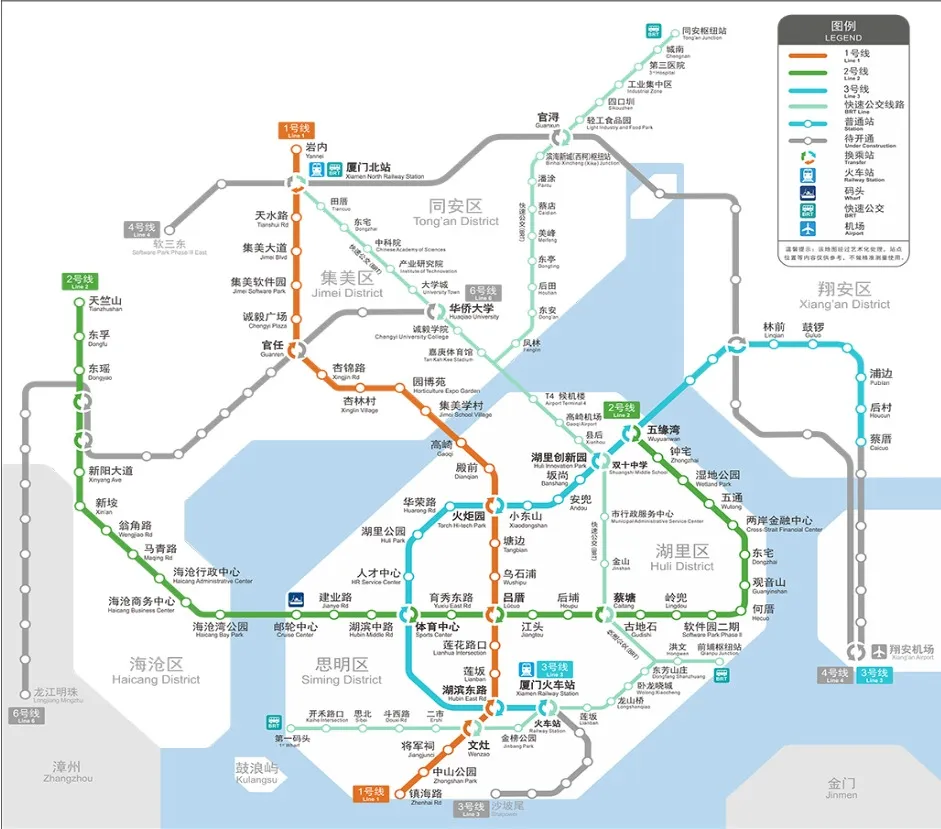 图例
LEGEND
1号线
Line 1
2号线
Line 2
3号线
Line 3
快速公交线路
BRT Line
普通站
Station
待开通
Under Construction
换乘站
Transfer
火车站
Railway Station
码头
Wharf
快速公交
BRT
机场
Airport
温馨提示：该地图经过艺术化处理，站点
位置等内容仅供参考，不做精准测量使用。
BRT
同安枢纽站
Tong'an Junction
城南
Chengnan
第三医院
3rd Hospital
工业集中区
Industrial Zone
四口圳
Sikouzhen
轻工食品园
Light Industry and Food Park
官浔
Guanxun
滨海新城(西柯)枢纽站
Binhai Xincheng (Xike) Junction
潘涂
Pantu
蔡店
Caidian
快速公交(BRT)
美峰
Meifeng
东亭
Dongting
后田
Houtian
东安
Dong'an
凤林
Fenglin
1号线
Line 1
岩内
Yannei
BRT
厦门北站
Xiamen North Railway Station
4号线
Line 4
软三东
Software Park Phase III East
田厝
Tiancuo
东宅
Dongzhai
中科院
Chinese Academy of Sciences
快速公交(BRT)
产业研究院
Institute of Technovation
大学城
University Town
6号线
Line 6
华侨大学
Huaqiao University
诚毅学院
Chengyi University College
嘉庚体育馆
Tan Kah Kee Stadium
同安区
Tong'an District
集美区
Jimei District
翔安区
Xiang'an District
天水路
Tianshui Rd
集美大道
Jimei Blvd
集美软件园
Jimei Software Park
诚毅广场
Chengyi Plaza
官任
Guanren
杏锦路
Xingjin Rd
杏林村
Xinglin Village
园博苑
Horticulture Expo Garden
集美学村
Jimei School Village
高崎
Gaoqi
殿前
Dianqian
2号线
Line 2
天竺山
Tianzhushan
东孚
Dongfu
东瑶
Dongyao
新阳大道
Xinyang Ave
新垵
Xin'an
翁角路
Wengjiao Rd
马青路
Maqing Rd
海沧行政中心
Haicang Administrative Center
海沧商务中心
Haicang Business Center
海沧湾公园
Haicang Bay Park
邮轮中心
Cruise Center
建业路
Jianye Rd
湖滨中路
Hubin Middle Rd
体育中心
Sports Center
育秀东路
Yuxiu East Rd
吕厝
Lücuo
江头
Jiangtou
后埔
Houpu
蔡塘
Caitang
古地石
Gudishi
岭兜
Lingdou
软件园二期
Software Park Phase II
何厝
Hecuo
观音山
Guanyinshan
东宅
Dongzhai
两岸金融中心
Cross-Strait Financial Center
五通
Wutong
湿地公园
Wetland Park
钟宅
Zhongzhai
五缘湾
Wuyuanwan
2号线
Line 2
林前
Linqian
鼓锣
Guluo
浦边
Pubian
后村
Houcun
蔡厝
Caicuo
翔安机场
Xiang'an Airport
4号线
Line 4
3号线
Line 3
T4 候机楼
Airport Terminal 4
高崎机场
Gaoqi Airport
县后
Xianhou
双十中学
Shuangshi Middle School
湖里创新园
Huli Innovation Park
坂尚
Banshang
安兜
Andou
小东山
Xiaodongshan
火炬园
Torch Hi-tech Park
华荣路
Huarong Rd
湖里公园
Huli Park
人才中心
HR Service Center
塘边
Tangbian
乌石浦
Wushipu
莲花路口
Lianhua Intersection
莲坂
Lianban
湖滨东路
Hubin East Rd
3号线
Line 3
厦门火车站
Xiamen Railway Station
市行政服务中心
Municipal Administrative Service Center
快速公交(BRT)
金山
Jinshan
湖里区
Huli District
思明区
Siming District
海沧区
Haicang District
洪文
Hongwen
前埔枢纽站
Qianpu Junction
BRT
东芳山庄
Dongfang Shanzhuang
卧龙晓城
Wolong Xiaocheng
龙山桥
Longshanqiao
莲坂
Lianban
火车站
Railway Station
金榜公园
Jinbang Park
文灶
Wenzao
二市
Ershi
斗西路
Douxi Rd
思北
Sibei
开禾路口
Kaihe Intersection
BRT
第一码头
1st Wharf
将军祠
Jiangjunci
中山公园
Zhongshan Park
镇海路
Zhenhai Rd
1号线
Line 1
3号线
Line 3
沙坡尾
Shapowei
龙江明珠
Longjiang Mingzhu
6号线
Line 6
漳州
Zhangzhou
鼓浪屿
Kulangsu
金门
Jinmen